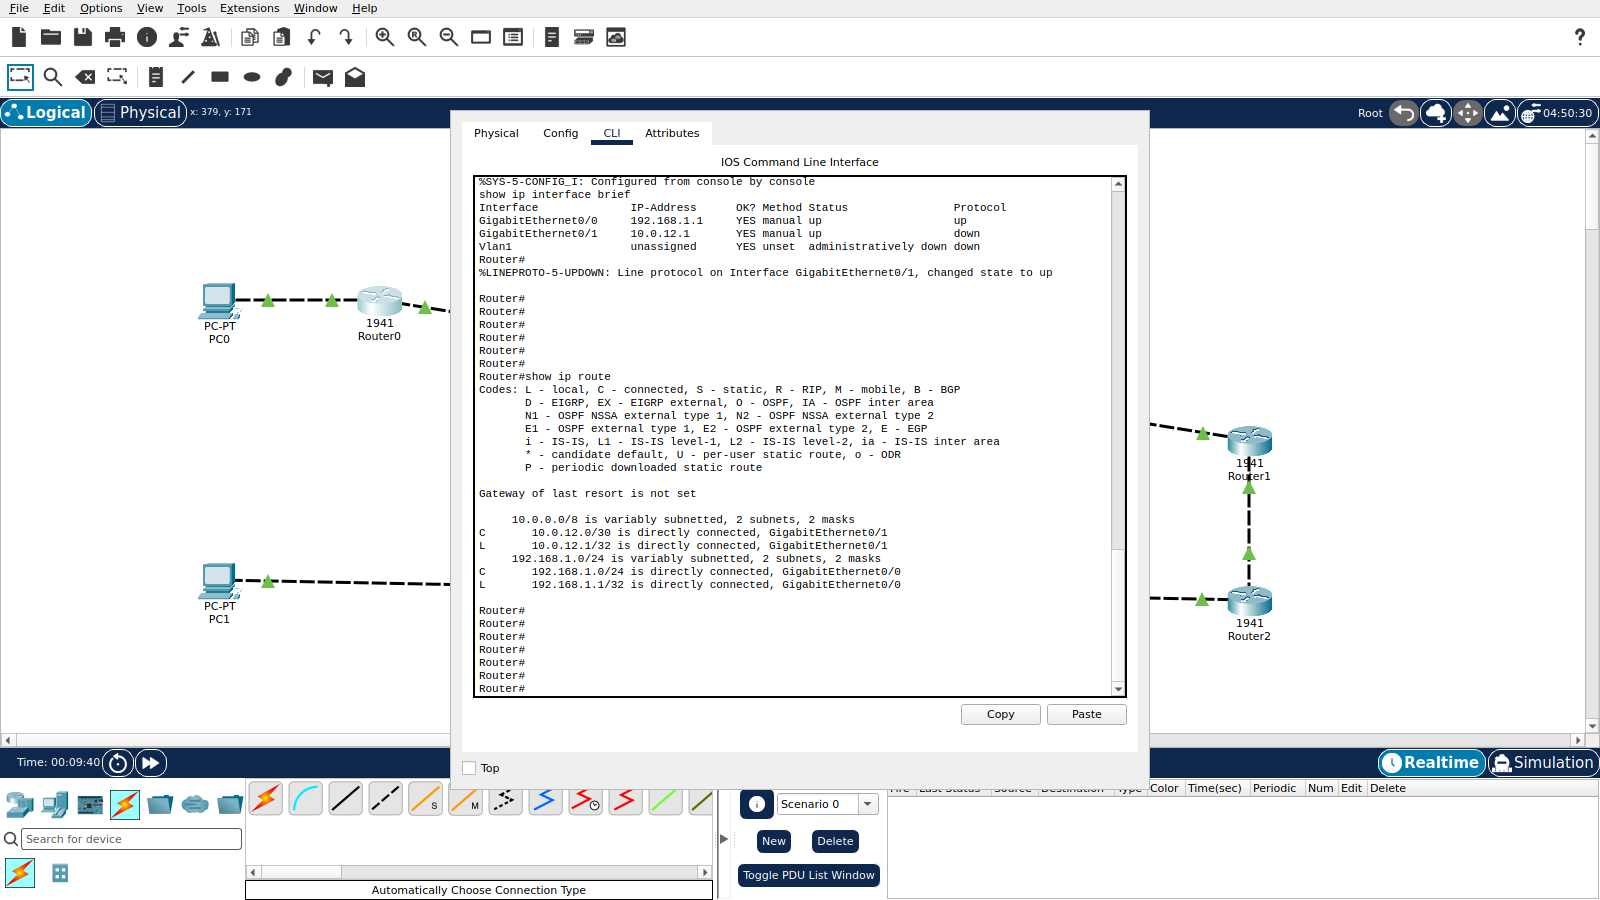 File Edit Options View Tools Extensions Window Help
Logical Physical x: 379, y: 171 Root 04:50:30
Physical Config CLI Attributes
IOS Command Line Interface
%SYS-5-CONFIG_I: Configured from console by console
show ip interface brief
Interface IP-Address OK? Method Status Protocol
GigabitEthernet0/0 192.168.1.1 YES manual up up
GigabitEthernet0/1 10.0.12.1 YES manual up down
Vlan1 unassigned YES unset administratively down down
Router#
%LINEPROTO-5-UPDOWN: Line protocol on Interface GigabitEthernet0/1, changed state to up
Router#
Router#
Router#
Router#
Router#
Router#
Router#show ip route
Codes: L - local, C - connected, S - static, R - RIP, M - mobile, B - BGP
D - EIGRP, EX - EIGRP external, O - OSPF, IA - OSPF inter area
N1 - OSPF NSSA external type 1, N2 - OSPF NSSA external type 2
E1 - OSPF external type 1, E2 - OSPF external type 2, E - EGP
i - IS-IS, L1 - IS-IS level-1, L2 - IS-IS level-2, ia - IS-IS inter area
* - candidate default, U - per-user static route, o - ODR
P - periodic downloaded static route
Gateway of last resort is not set
10.0.0.0/8 is variably subnetted, 2 subnets, 2 masks
C 10.0.12.0/30 is directly connected, GigabitEthernet0/1
L 10.0.12.1/32 is directly connected, GigabitEthernet0/1
192.168.1.0/24 is variably subnetted, 2 subnets, 2 masks
C 192.168.1.0/24 is directly connected, GigabitEthernet0/0
L 192.168.1.1/32 is directly connected, GigabitEthernet0/0
Router#
Router#
Router#
Router#
Router#
Router#
Router#
Copy Paste
Top
PC-PT
PC0
1941
Router0
PC-PT
PC1
1941
Router1
1941
Router2
Time: 00:09:40 Realtime Simulation
Search for device
S M
Automatically Choose Connection Type
Scenario 0
New Delete
Toggle PDU List Window
Fire Last Status Source Destination Type Color Time(sec) Periodic Num Edit Delete